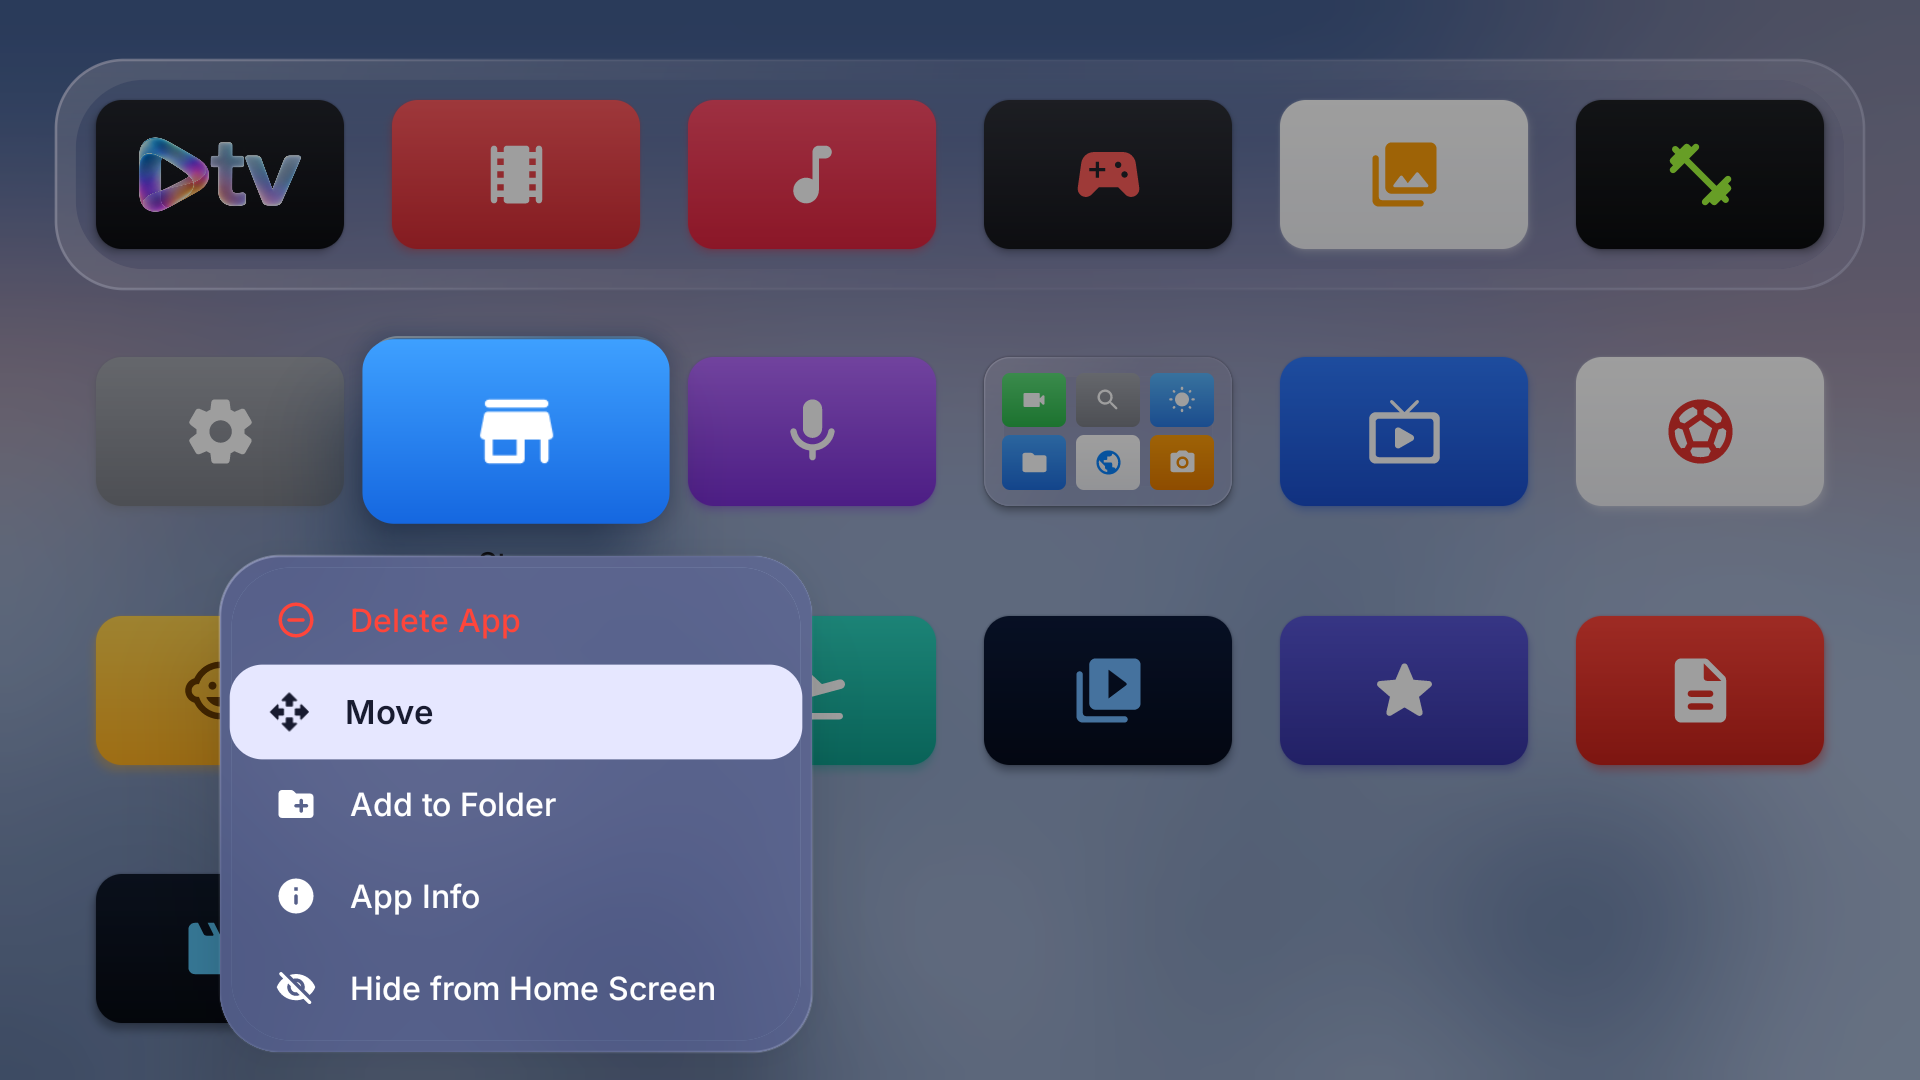 tv
Delete App
Move
Add to Folder
App Info
Hide from Home Screen